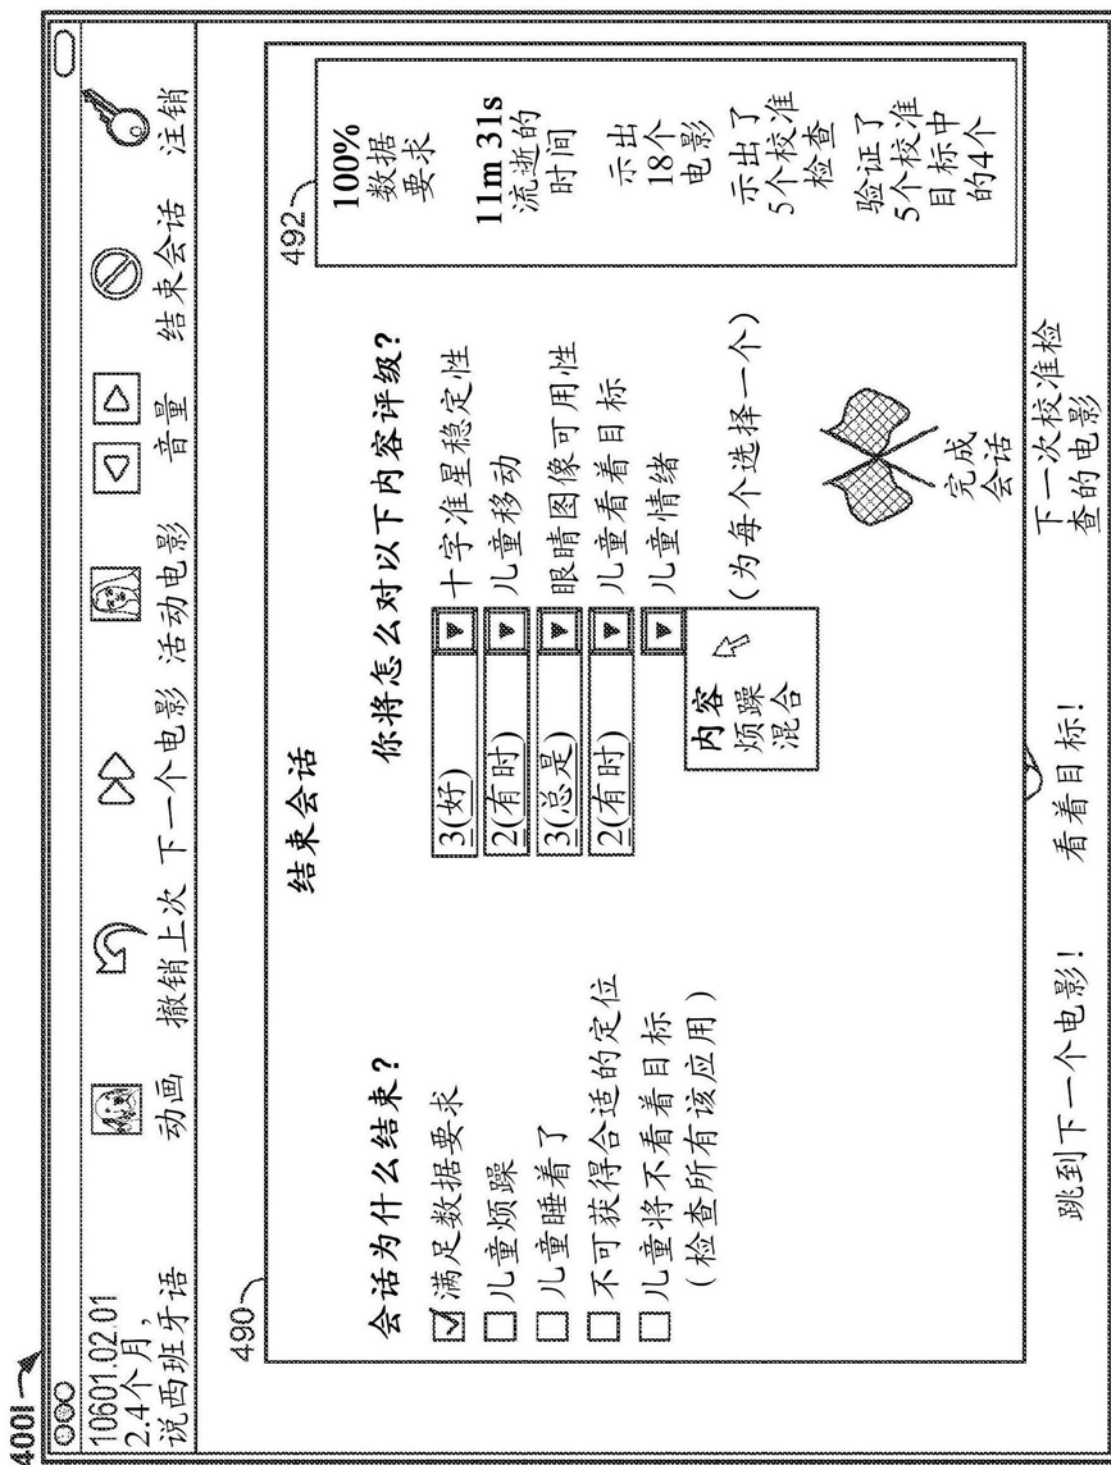 400I
10601.02.01
2.4个月，
说西班牙语
动画
撤销上次
下一个电影
活动电影
音量
结束会话
注销
490
结束会话
会话为什么结束？
满足数据要求
儿童烦躁
儿童睡着了
不可获得合适的定位
儿童将不看着目标
（检查所有该应用）
你将怎么对以下内容评级？
3(好) 十字准星稳定性
2(有时) 儿童移动
3(总是) 眼睛图像可用性
2(有时) 儿童看着目标
儿童情绪
内容
烦躁
混合
（为每个选择一个）
完成
会话
492
100%
数据
要求
11m 31s
流逝的
时间
示出
18个
电影
示出了
5个校准
检查
验证了
5个校准
目标中
的4个
跳到下一个电影！
看着目标！
下一次校准检
查的电影